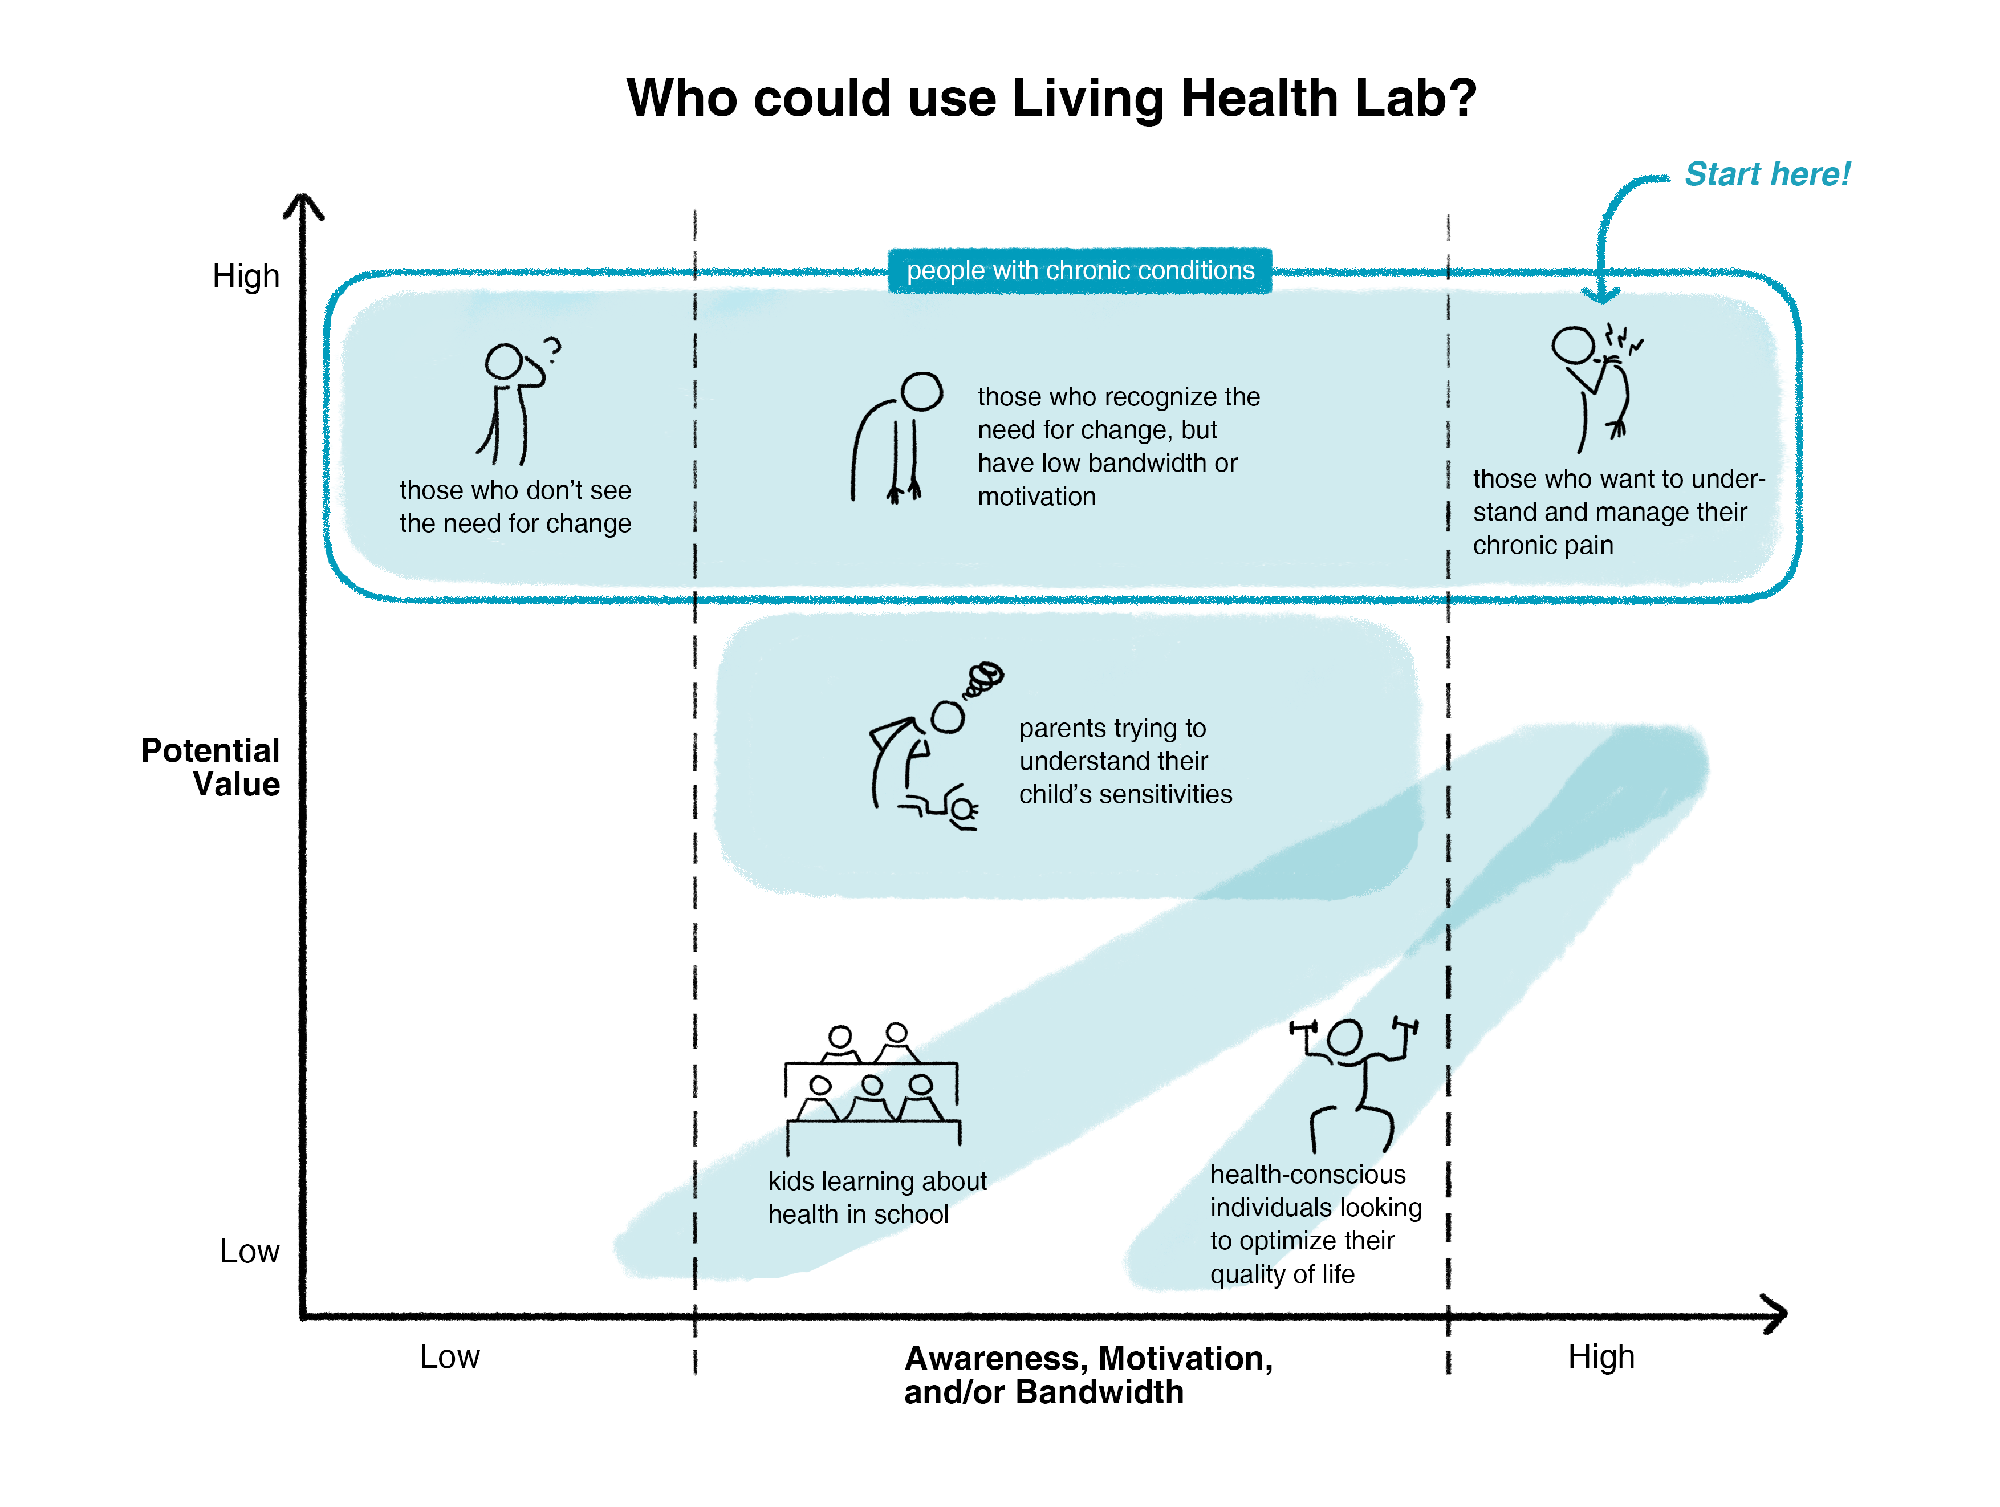 Who could use Living Health Lab?
Start here!
High
people with chronic conditions
?
those who don't see
the need for change
those who recognize the
need for change, but
have low bandwidth or
motivation
those who want to under-
stand and manage their
chronic pain
Potential
Value
parents trying to
understand their
child's sensitivities
kids learning about
health in school
health-conscious
individuals looking
to optimize their
quality of life
Low
Low
Awareness, Motivation,
and/or Bandwidth
High